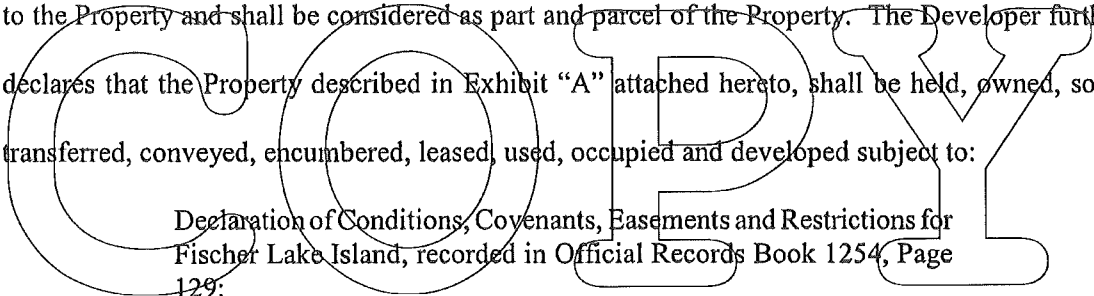 to the Property and shall be considered as part and parcel of the Property. The Developer
declares that the Property described in Exhibit “A” attached hereto, shall be held, owned,
transferred, conveyed, encumbered, leased, used, occupied and developed subject to:
Declaration of Conditions, Covenants, Easements and Restrictions for
Fischer Lake Island, recorded in Official Records Book 1254, Page
129;
COPY